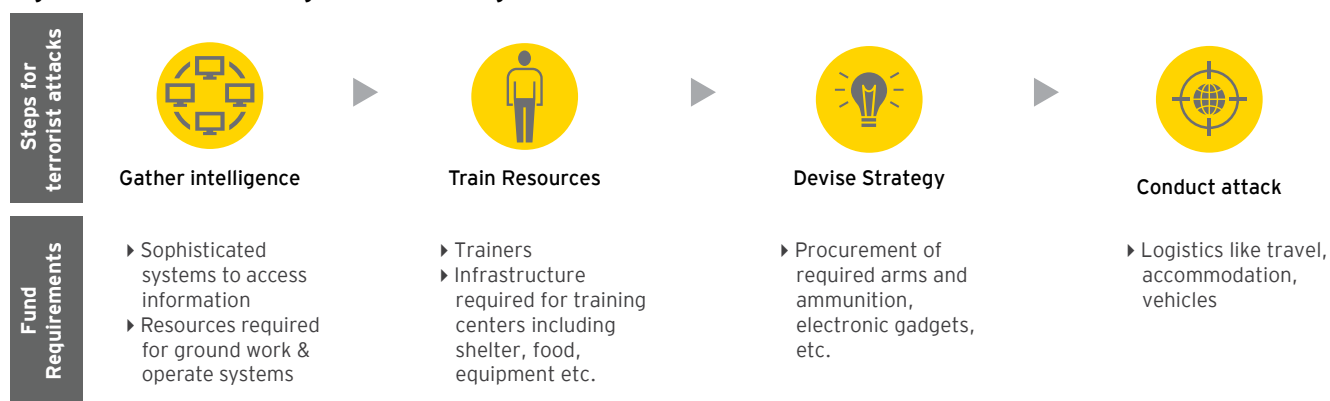 Steps for
terrorist attacks
Gather intelligence
Train Resources
Devise Strategy
Conduct attack
Fund
Requirements
Sophisticated
systems to access
information
Resources required
for ground work &
operate systems
Trainers
Infrastructure
required for training
centers including
shelter, food,
equipment etc.
Procurement of
required arms and
ammunition,
electronic gadgets,
etc.
Logistics like travel,
accommodation,
vehicles